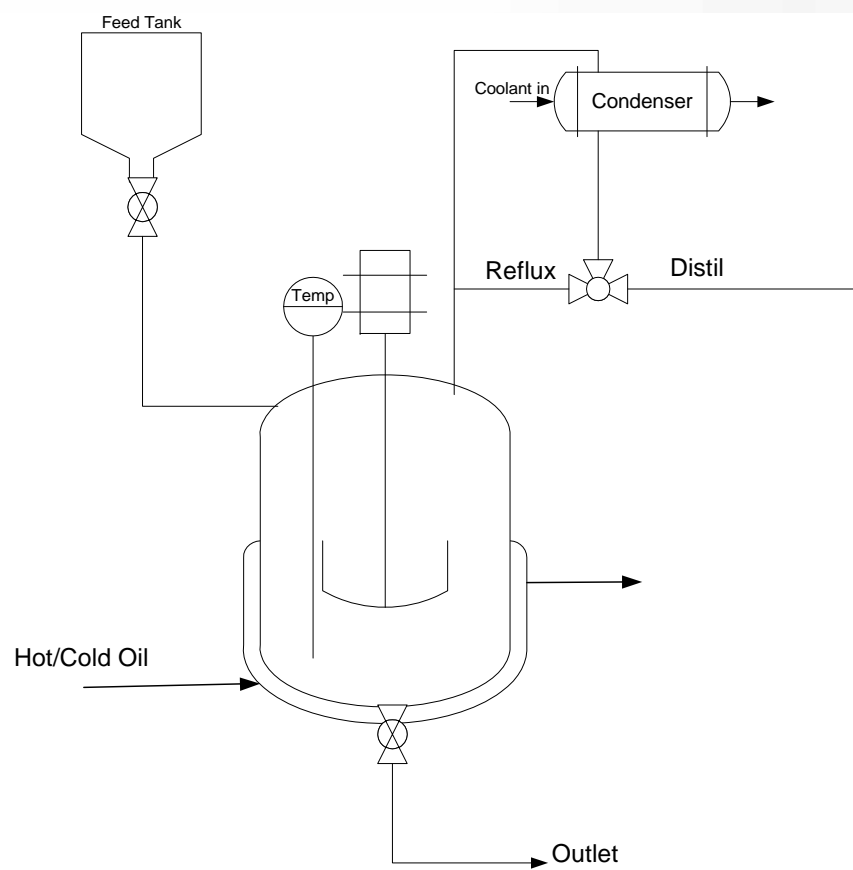 Feed Tank
Coolant in
Condenser
Reflux
Distil
Temp
Hot/Cold Oil
Outlet